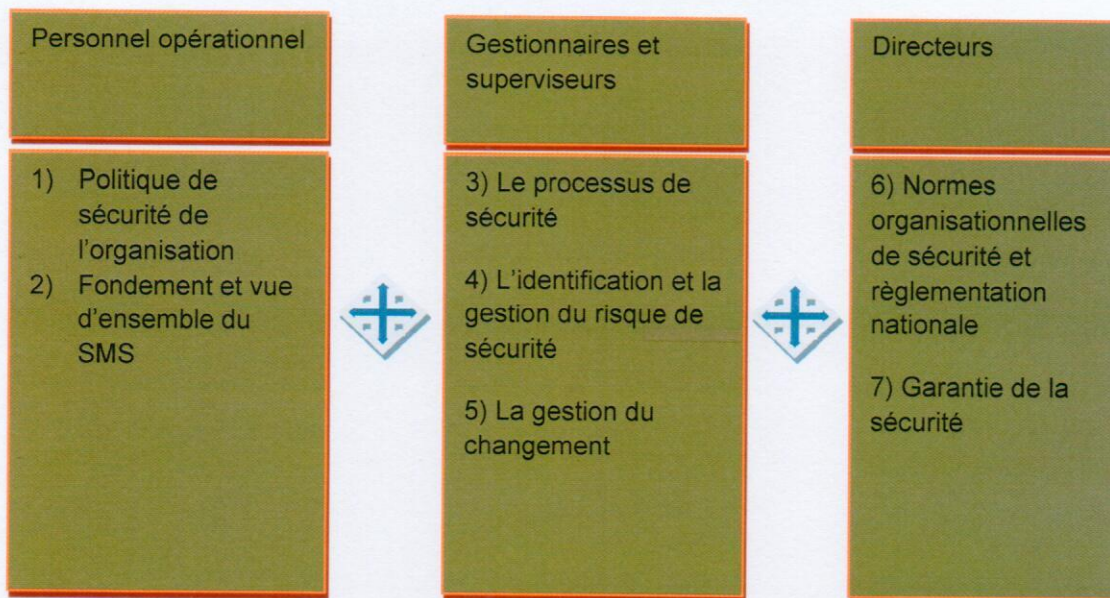 Personnel opérationnel
1) Politique de
sécurité de
l'organisation
2) Fondement et vue
d'ensemble du
SMS
Gestionnaires et
superviseurs
3) Le processus de
sécurité
4) L'identification et la
gestion du risque de
sécurité
5) La gestion du
changement
Directeurs
6) Normes
organisationnelles
de sécurité et
règlementation
nationale
7) Garantie de la
sécurité